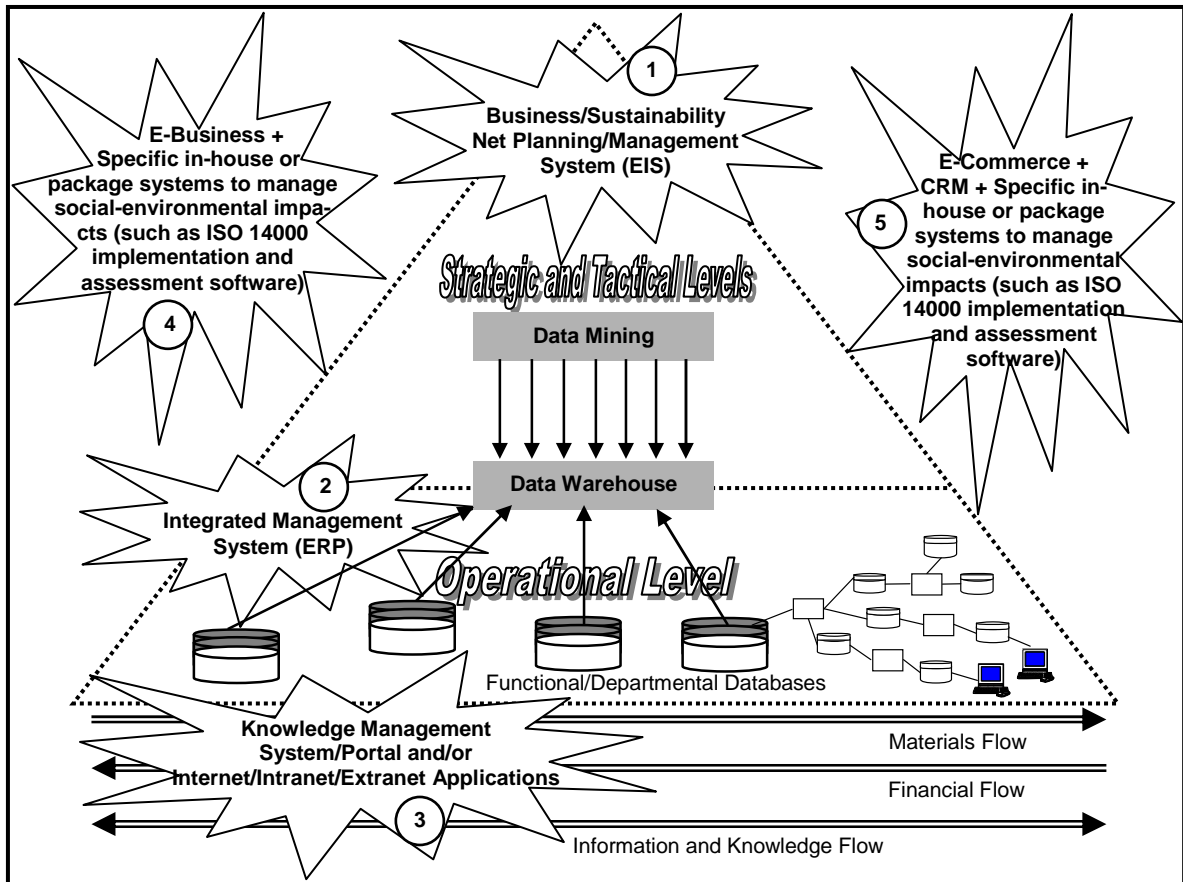 1
Business/Sustainability
Net Planning/Management
System (EIS)
E-Business +
Specific in-house or
package systems to manage
social-environmental impa-
cts (such as ISO 14000
implementation and
assessment software)
4
E-Commerce +
CRM + Specific in-
house or package
systems to manage
social-environmental
impacts (such as ISO
14000 implementation
and assessment
software)
5
Strategic and Tactical Levels
Data Mining
Data Warehouse
2
Integrated Management
System (ERP)
Operational Level
Functional/Departmental Databases
Knowledge Management
System/Portal and/or
Internet/Intranet/Extranet Applications
3
Materials Flow
Financial Flow
Information and Knowledge Flow